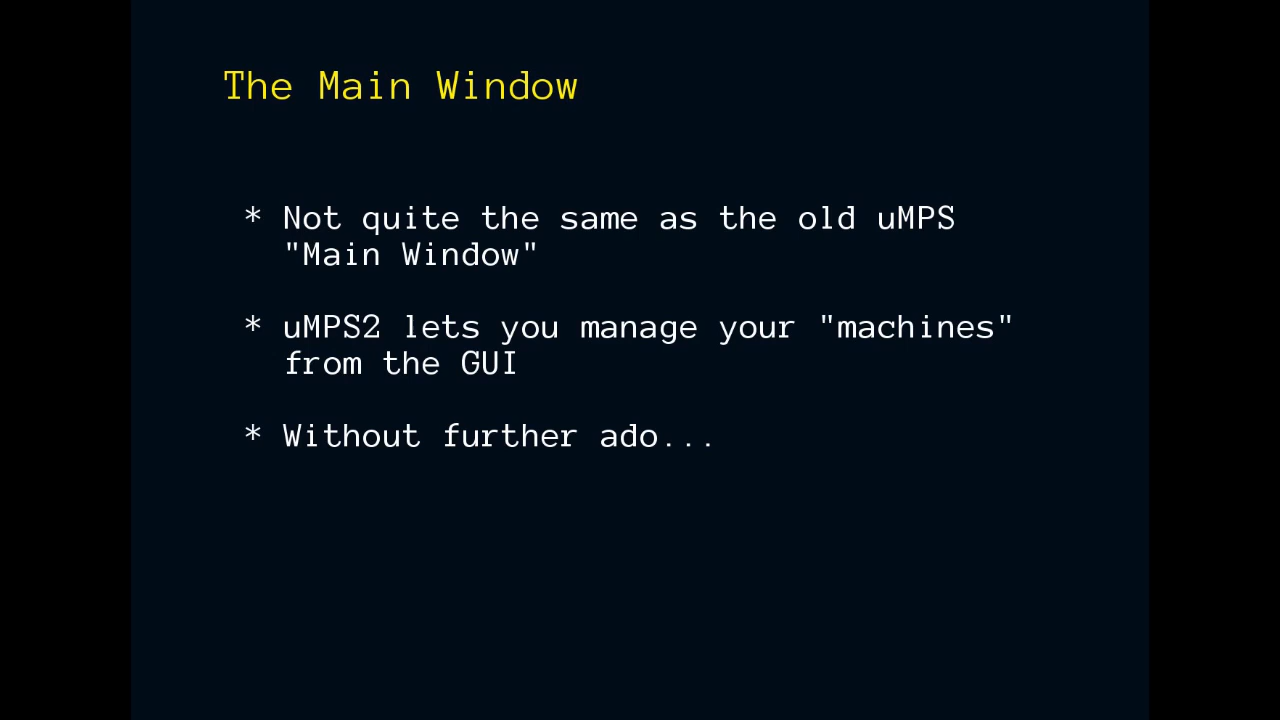 The Main Window
* Not quite the same as the old uMPS
"Main Window"
* uMPS2 lets you manage your "machines"
from the GUI
* Without further ado...